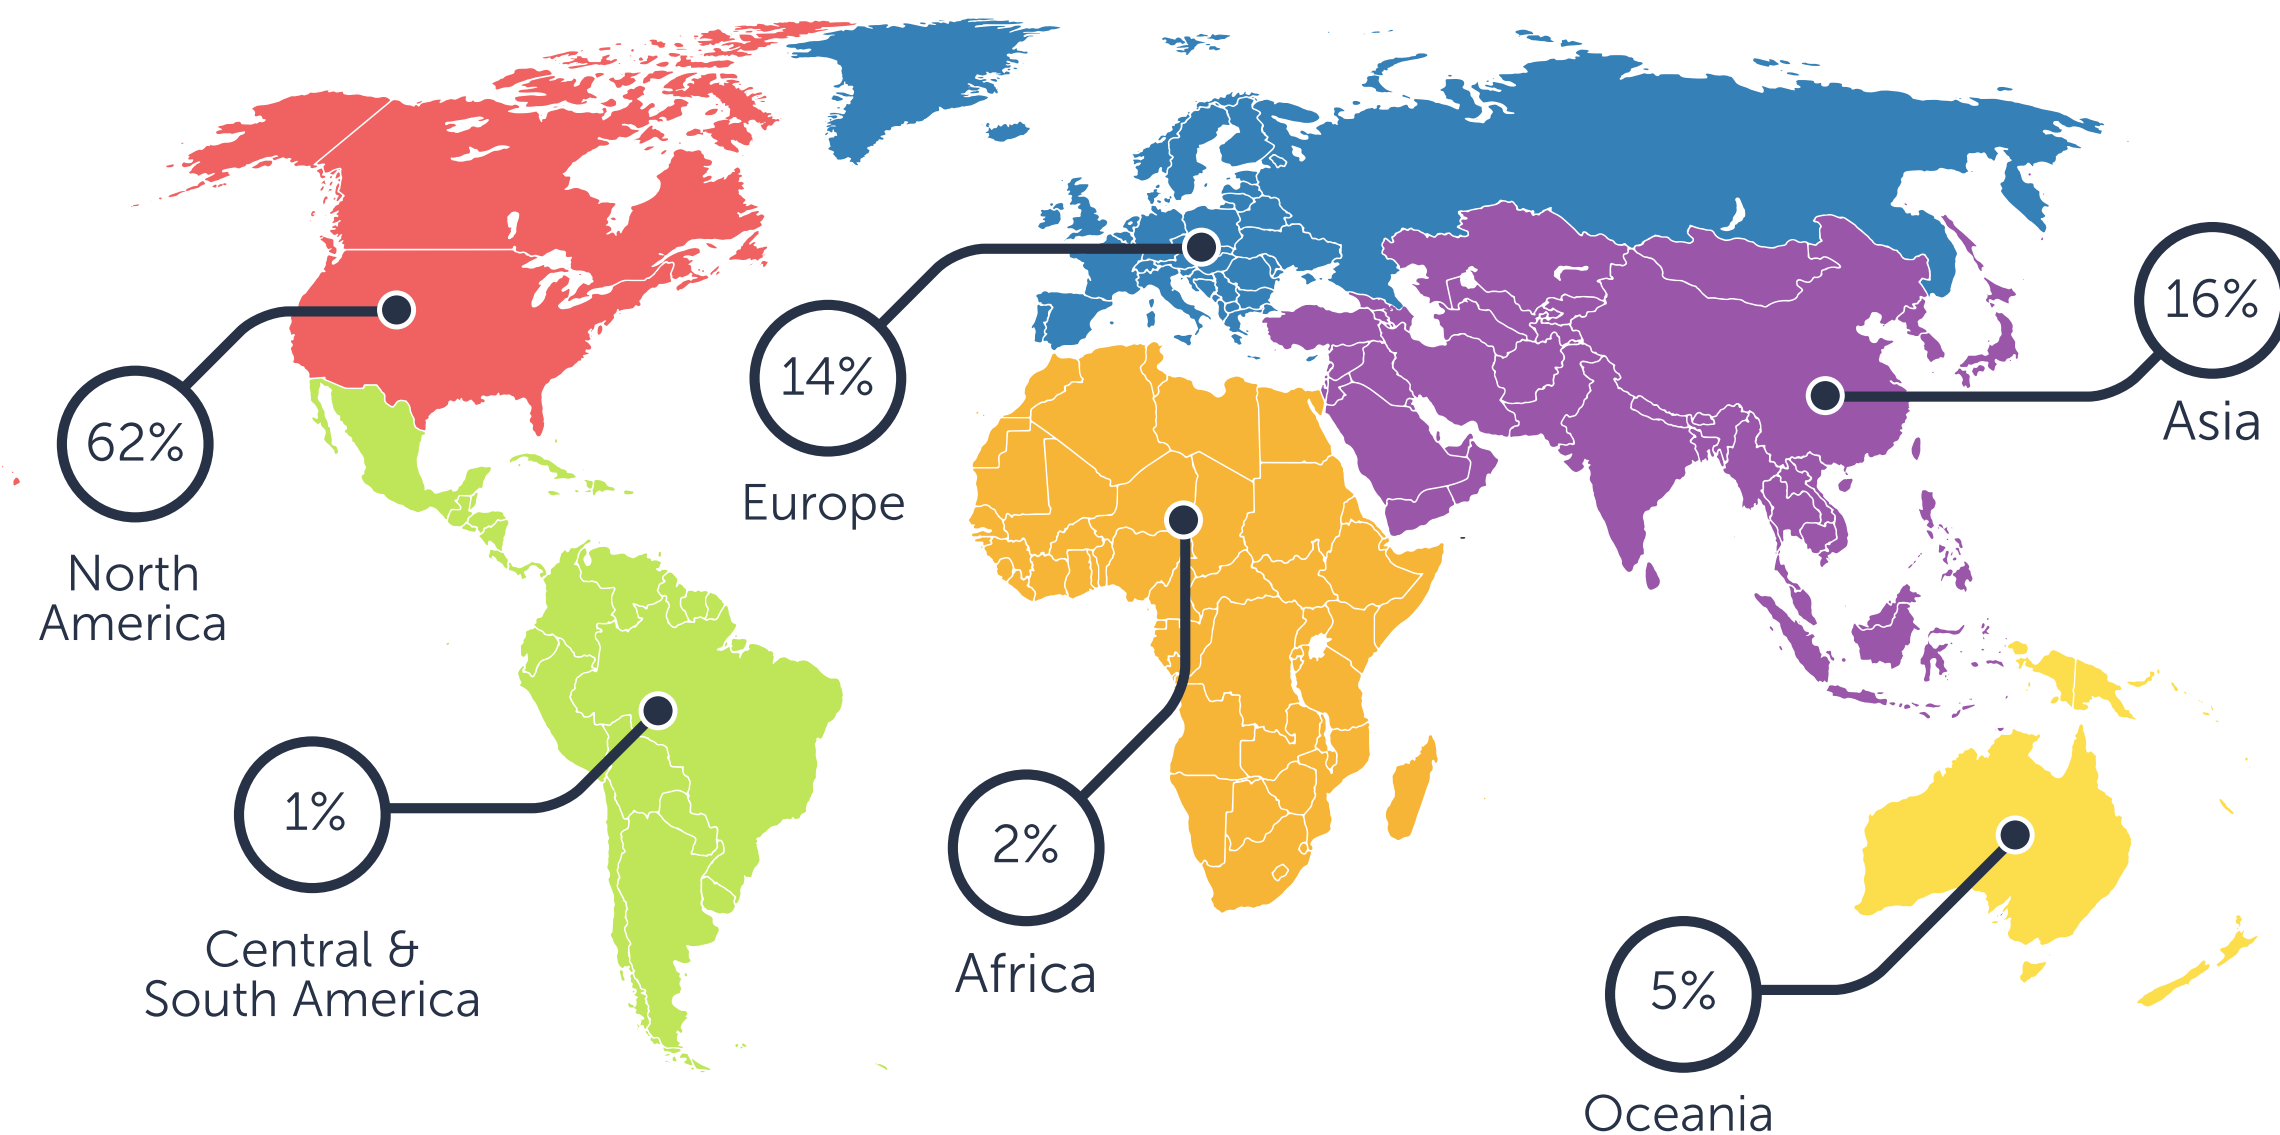 62%
North
America
14%
Europe
16%
Asia
1%
Central &
South America
2%
Africa
5%
Oceania